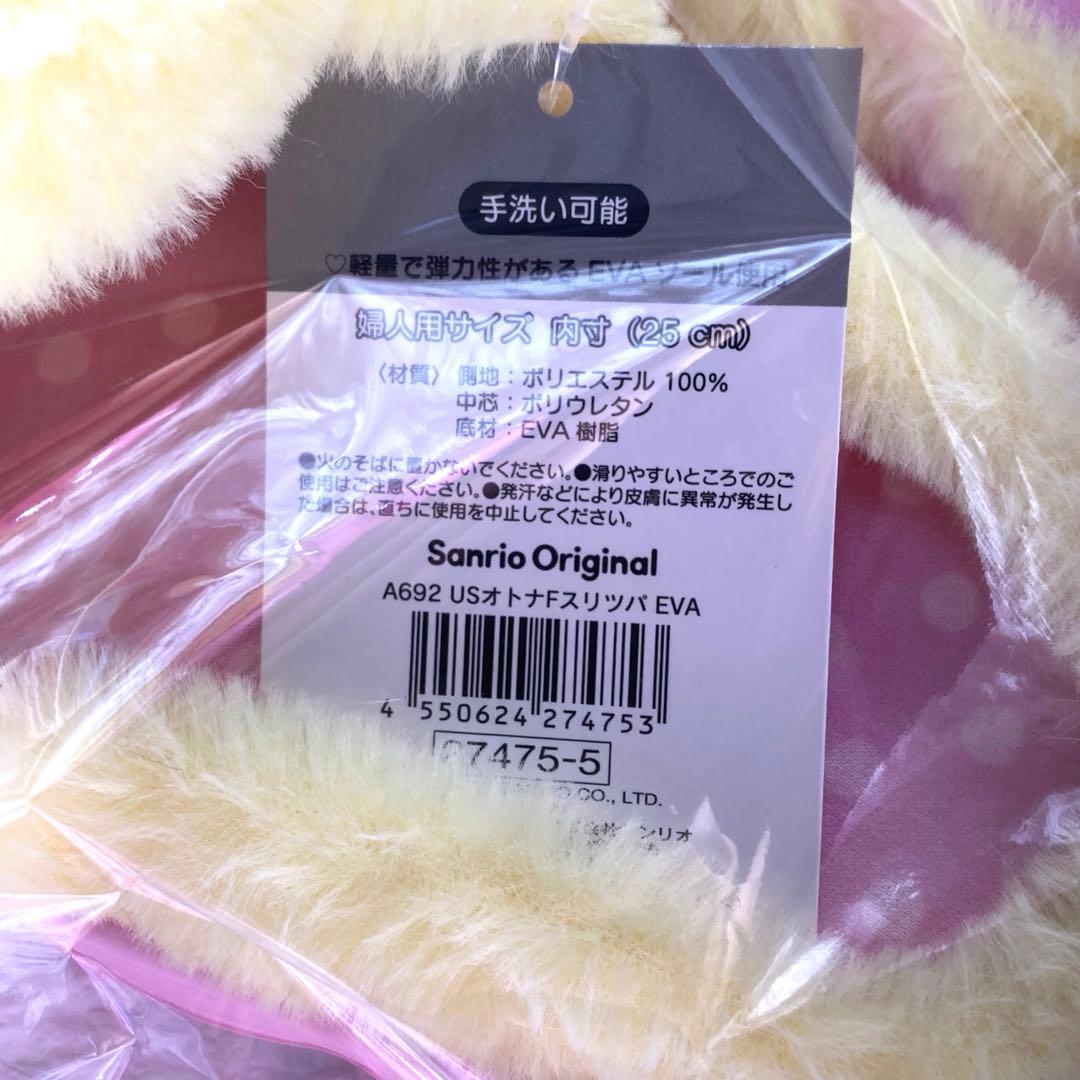 手洗い可能
♡軽量で弾力性がある EVA ソール使用
婦人用サイズ 内寸（25 cm）
〈材質〉 側地：ポリエステル 100%
中芯：ポリウレタン
底材：EVA 樹脂
●火のそばに置かないでください。●滑りやすいところでのご
使用はご注意ください。●発汗などにより皮膚に異常が発生し
た場合は、直ちに使用を中止してください。
Sanrio Original
A692 USオトナFスリツパ EVA
4 550624 274753
7475-5
CO., LTD.
ンリオ